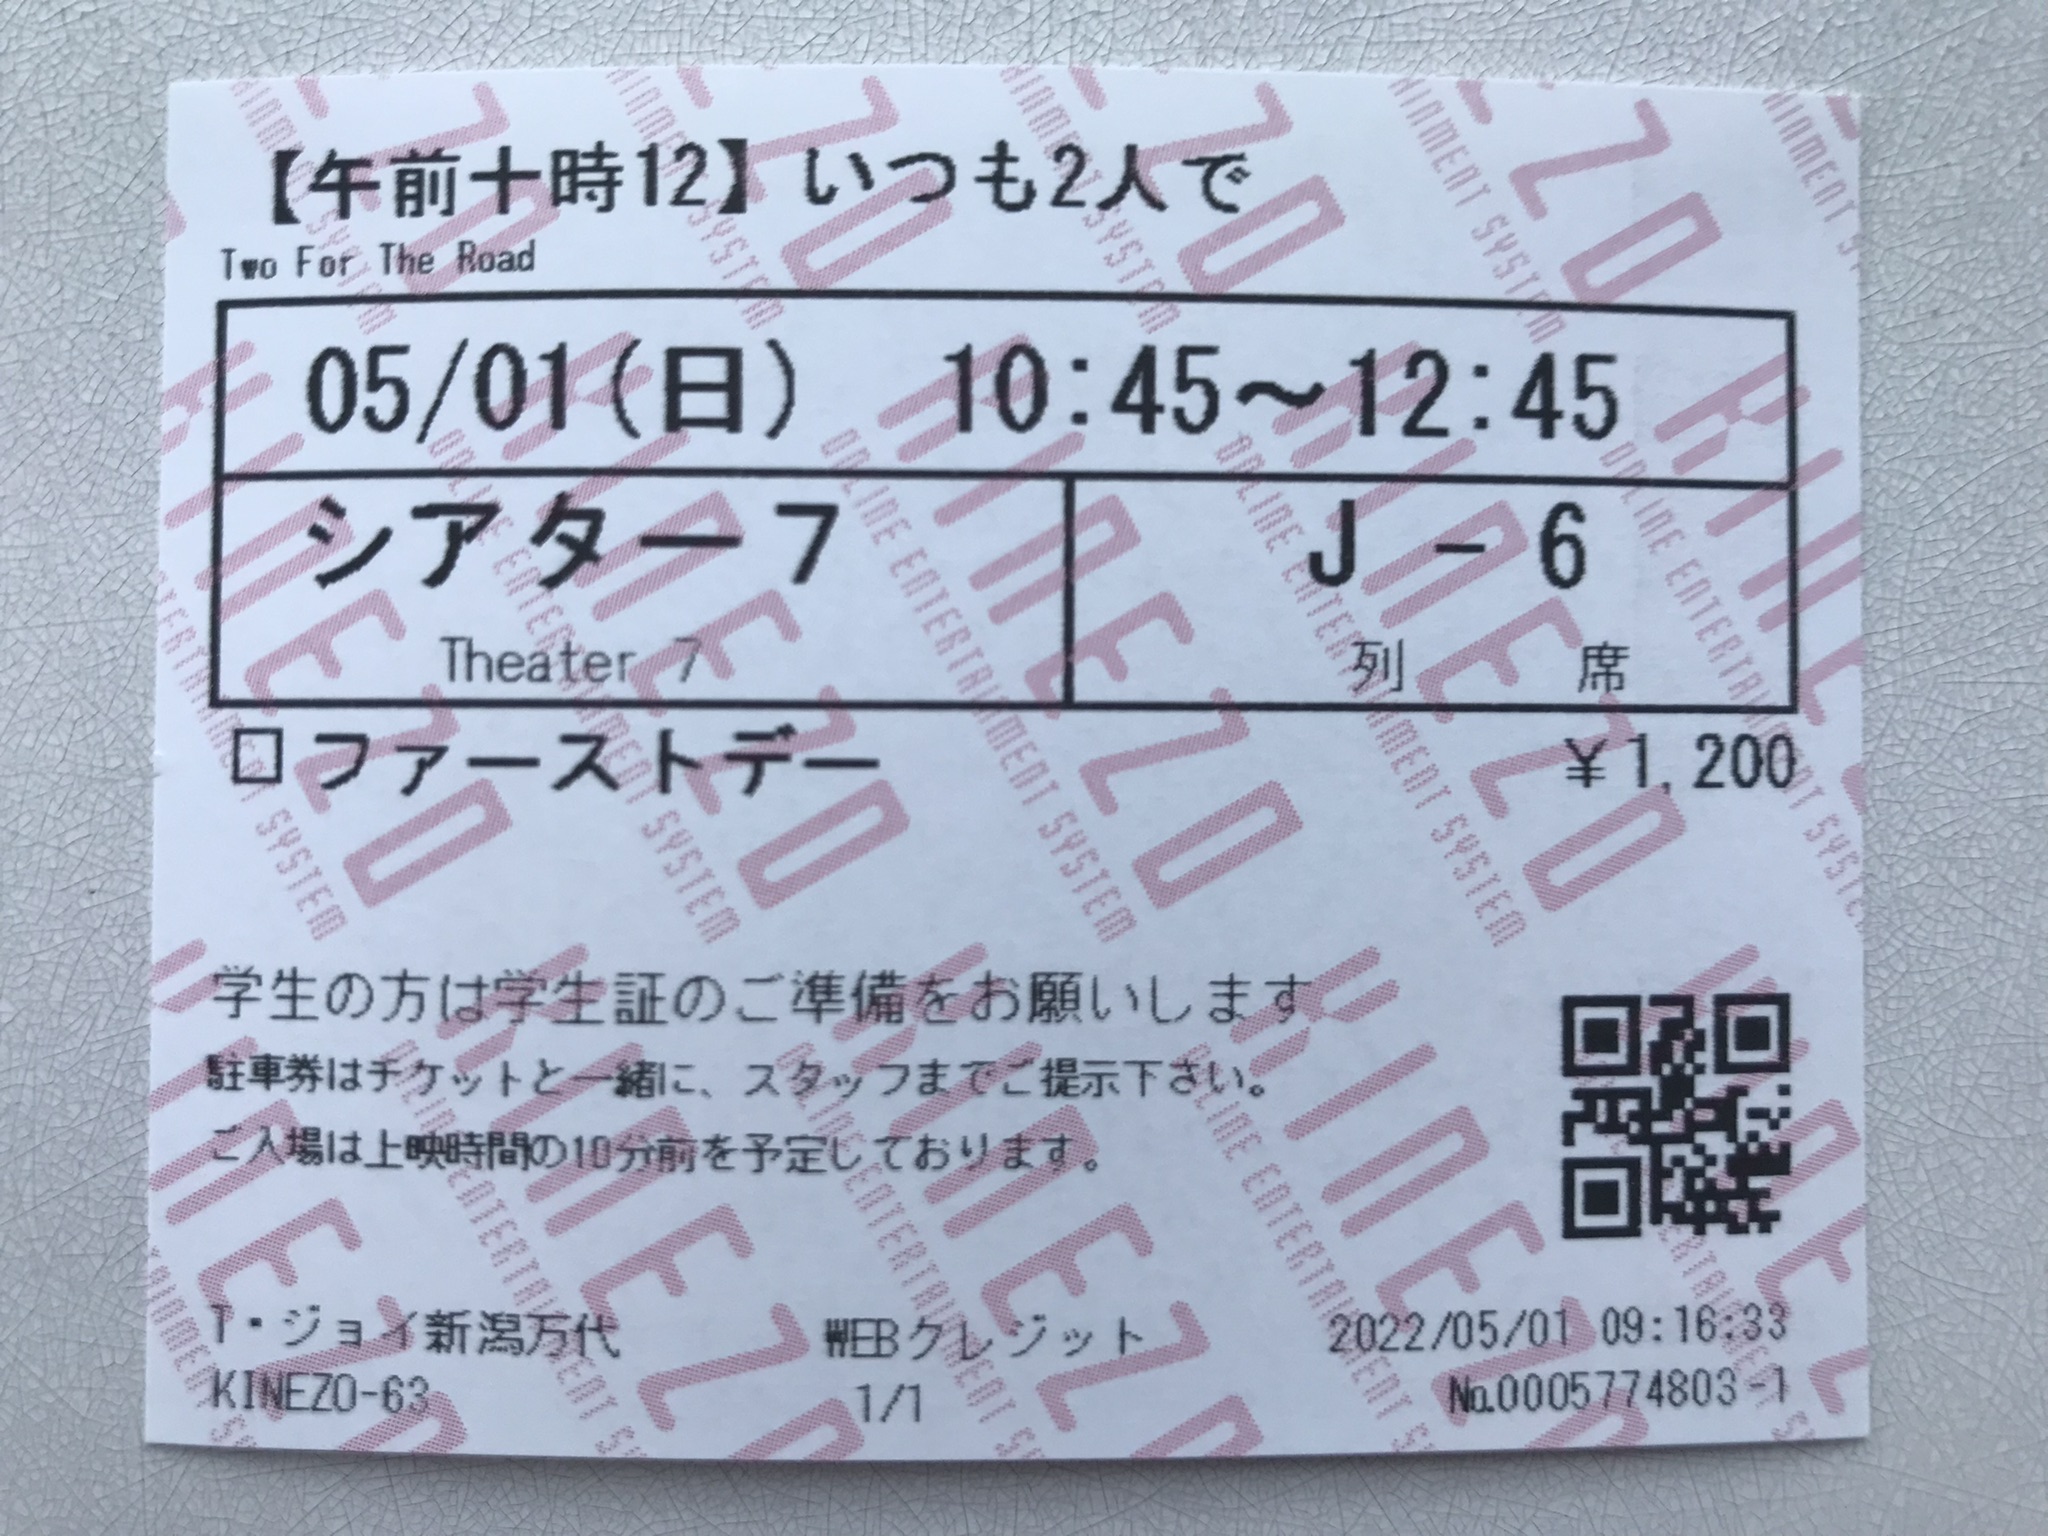 【午前十時12】いつも2人で
Two For The Road
05/01(日) 10:45～12:45
シアター７
J - 6
Theater 7
列 席
□ファーストデー ￥1,200
学生の方は学生証のご準備をお願いします
駐車券はチケットと一緒に、スタッフまでご提示下さい。
ご入場は上映時間の10分前を予定しております。
T・ジョイ新潟万代 WEBクレジット 2022/05/01 09:16:33
KINEZO-63 1/1 No.0005774803-1
KINEZO
ONLINE ENTERTAINMENT SYSTEM